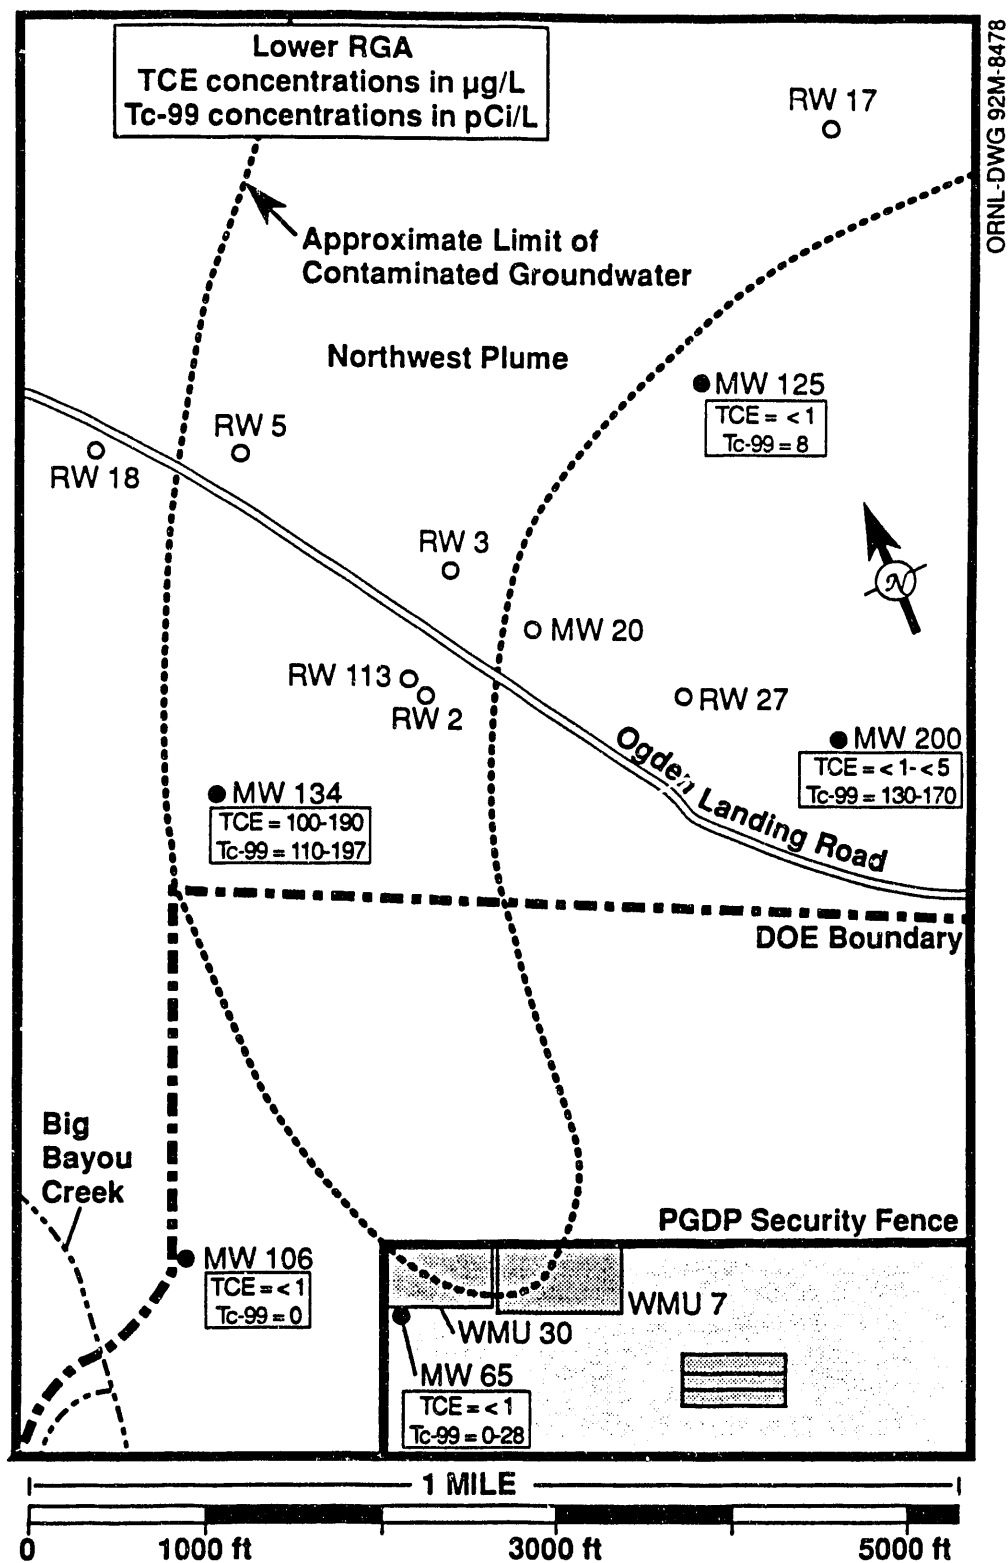 Lower RGA
TCE concentrations in µg/L
Tc-99 concentrations in pCi/L
ORNL-DWG 92M-8478
RW 17
Approximate Limit of
Contaminated Groundwater
Northwest Plume
MW 125
TCE = < 1
Tc-99 = 8
RW 5
RW 18
RW 3
N
MW 20
RW 113
RW 2
RW 27
MW 200
TCE = < 1- < 5
Tc-99 = 130-170
Ogden Landing Road
MW 134
TCE = 100-190
Tc-99 = 110-197
DOE Boundary
Big
Bayou
Creek
PGDP Security Fence
MW 106
TCE = < 1
Tc-99 = 0
WMU 7
WMU 30
MW 65
TCE = < 1
Tc-99 = 0-28
1 MILE
0 1000 ft 3000 ft 5000 ft